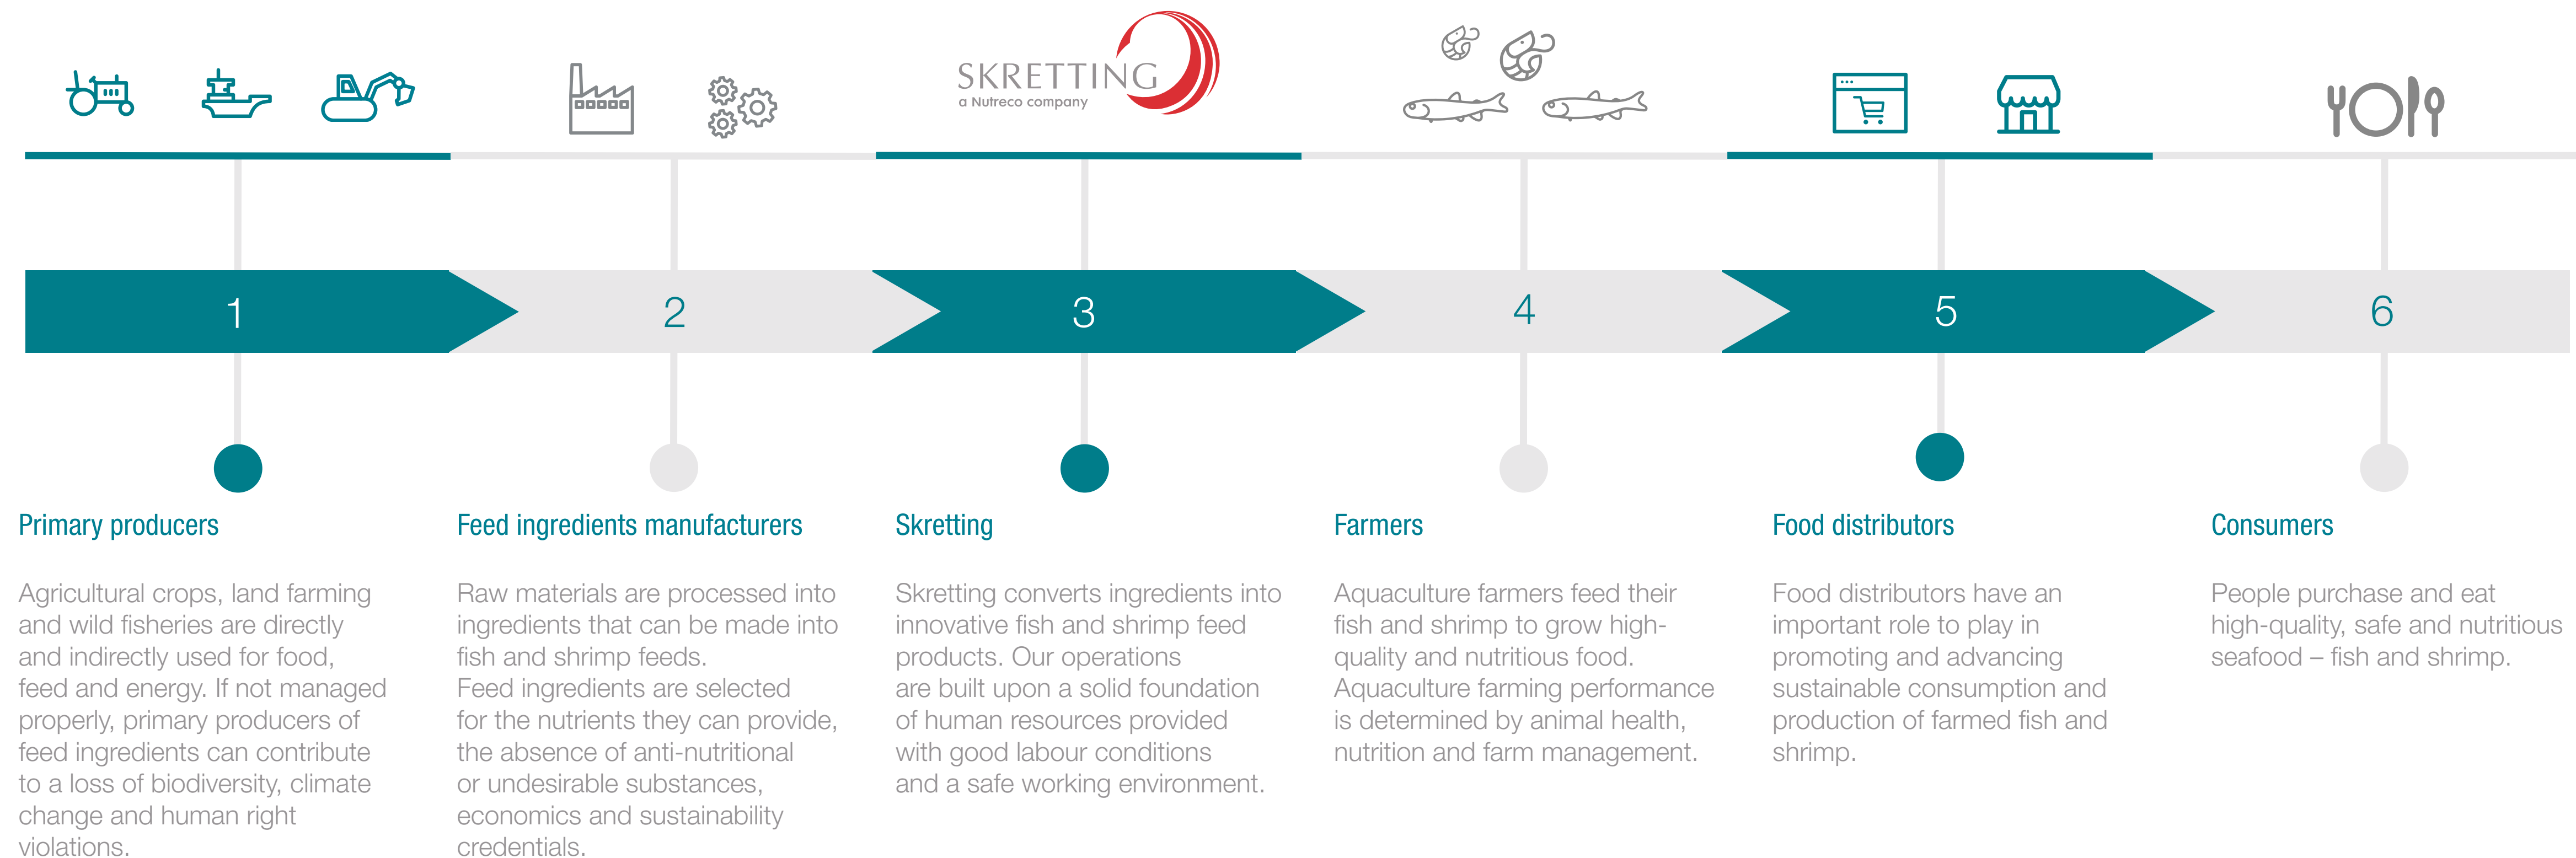 SKRETTING
a Nutreco company
1
2
3
4
5
6
Primary producers
Agricultural crops, land farming
and wild fisheries are directly
and indirectly used for food,
feed and energy. If not managed
properly, primary producers of
feed ingredients can contribute
to a loss of biodiversity, climate
change and human right
violations.
Feed ingredients manufacturers
Raw materials are processed into
ingredients that can be made into
fish and shrimp feeds.
Feed ingredients are selected
for the nutrients they can provide,
the absence of anti-nutritional
or undesirable substances,
economics and sustainability
credentials.
Skretting
Skretting converts ingredients into
innovative fish and shrimp feed
products. Our operations
are built upon a solid foundation
of human resources provided
with good labour conditions
and a safe working environment.
Farmers
Aquaculture farmers feed their
fish and shrimp to grow high-
quality and nutritious food.
Aquaculture farming performance
is determined by animal health,
nutrition and farm management.
Food distributors
Food distributors have an
important role to play in
promoting and advancing
sustainable consumption and
production of farmed fish and
shrimp.
Consumers
People purchase and eat
high-quality, safe and nutritious
seafood – fish and shrimp.